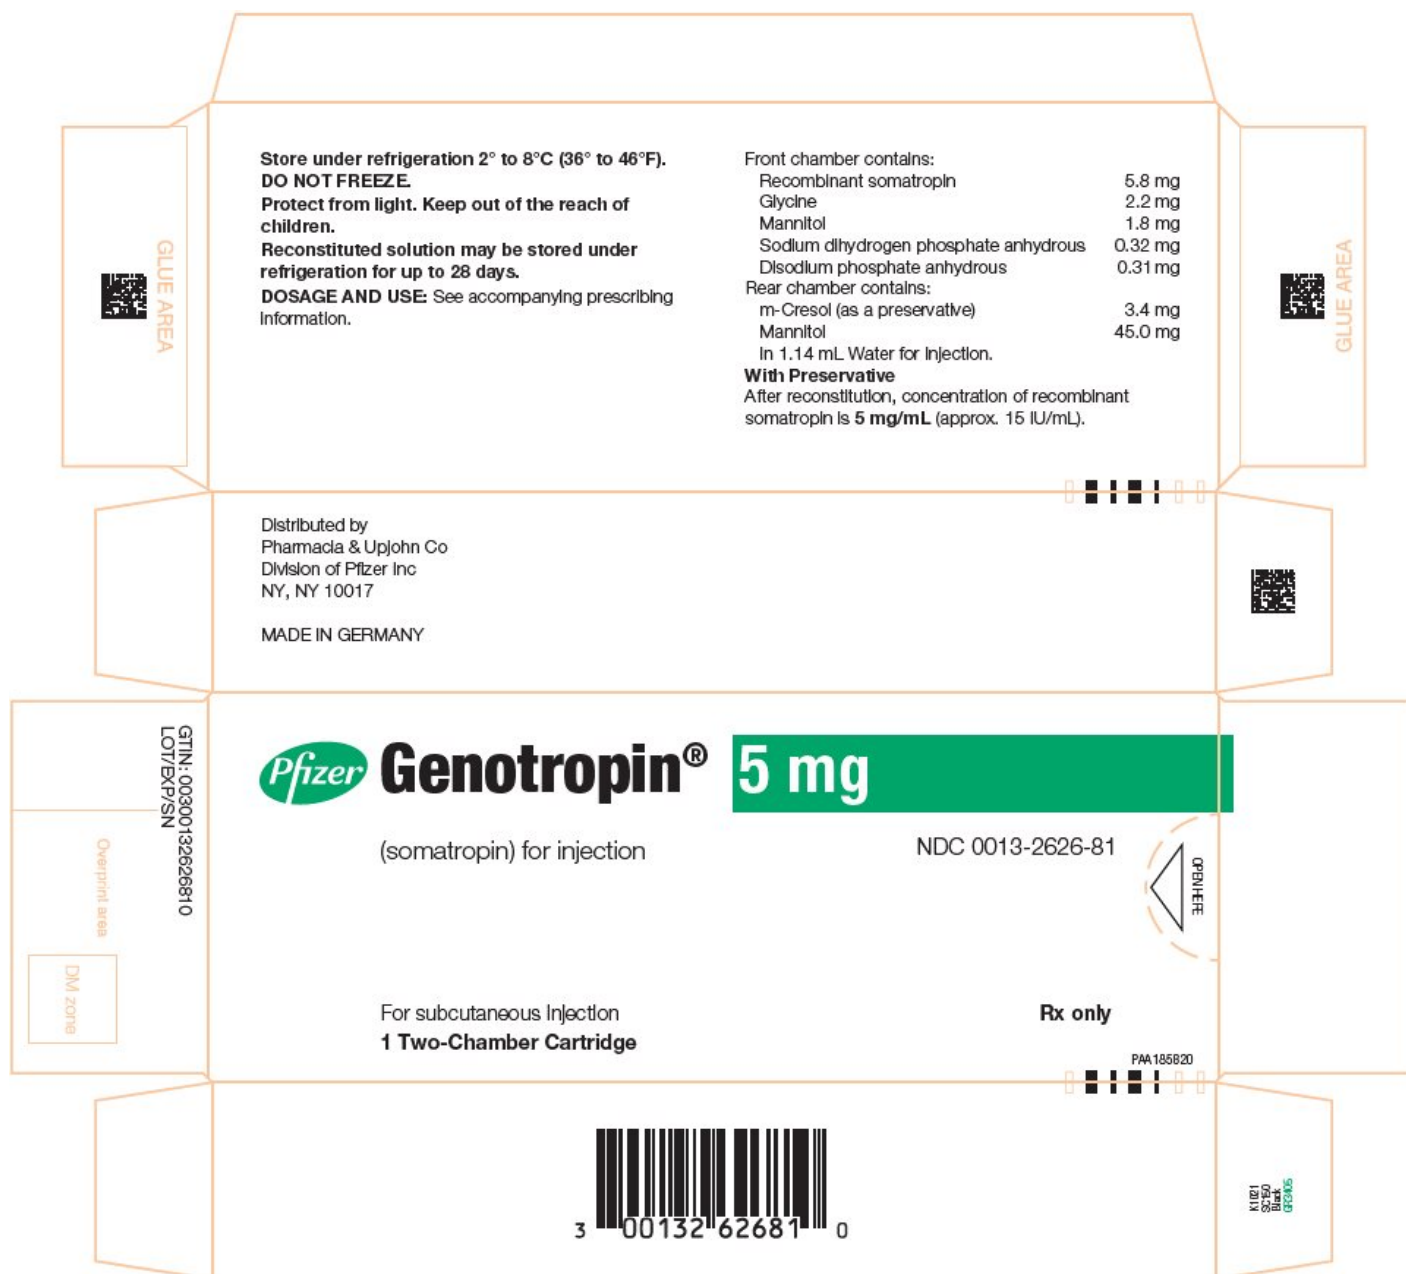 Store under refrigeration 2° to 8°C (36° to 46°F).
DO NOT FREEZE.
Protect from light. Keep out of the reach of
children.
Reconstituted solution may be stored under
refrigeration for up to 28 days.
DOSAGE AND USE: See accompanying prescribing
information.
Front chamber contains:
Recombinant somatropin 5.8 mg
Glycine 2.2 mg
Mannitol 1.8 mg
Sodium dihydrogen phosphate anhydrous 0.32 mg
Disodium phosphate anhydrous 0.31 mg
Rear chamber contains:
m-Cresol (as a preservative) 3.4 mg
Mannitol 45.0 mg
In 1.14 mL Water for Injection.
With Preservative
After reconstitution, concentration of recombinant
somatropin is 5 mg/mL (approx. 15 IU/mL).
GLUE AREA
GLUE AREA
Distributed by
Pharmacia & Upjohn Co
Division of Pfizer Inc
NY, NY 10017
MADE IN GERMANY
GTIN: 00300132626810
LOT/EXP/SN
Overprint area
DM zone
Pfizer Genotropin® 5 mg
(somatropin) for injection
NDC 0013-2626-81
OPEN HERE
For subcutaneous Injection
1 Two-Chamber Cartridge
Rx only
PAA185820
3 00132 62681 0
K1021
SC150
Black
GR3405